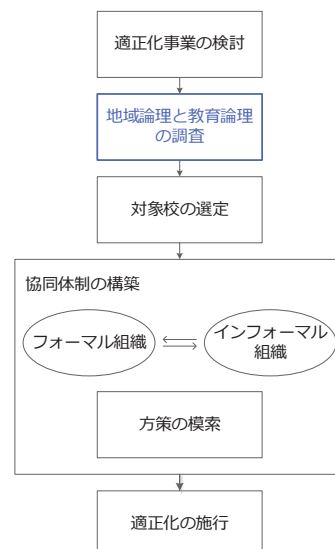 適正化事業の検討
地域論理と教育論理
の調査
対象校の選定
協同体制の構築
フォーマル組織
インフォーマル
組織
方策の模索
適正化の施行